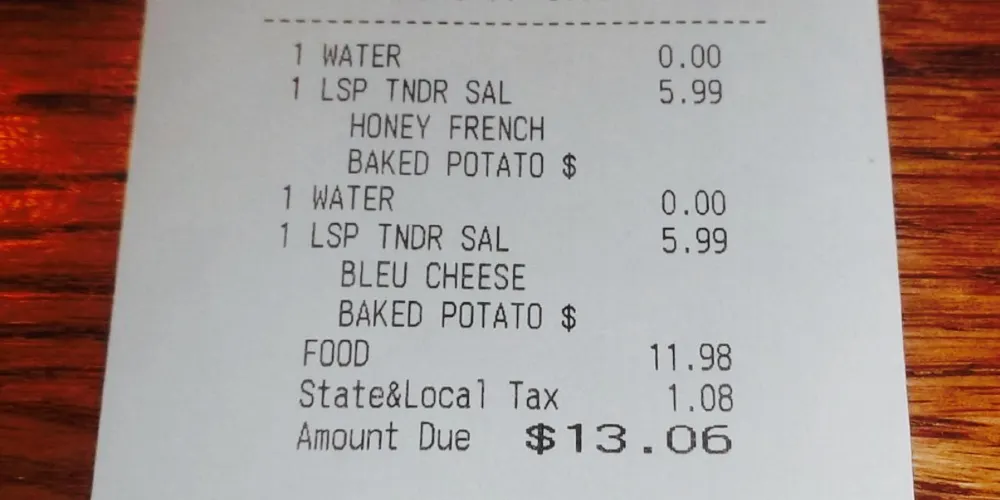 1 WATER 0.00
1 LSP TNDR SAL 5.99
HONEY FRENCH
BAKED POTATO $
1 WATER 0.00
1 LSP TNDR SAL 5.99
BLEU CHEESE
BAKED POTATO $
FOOD 11.98
State&Local Tax 1.08
Amount Due $13.06